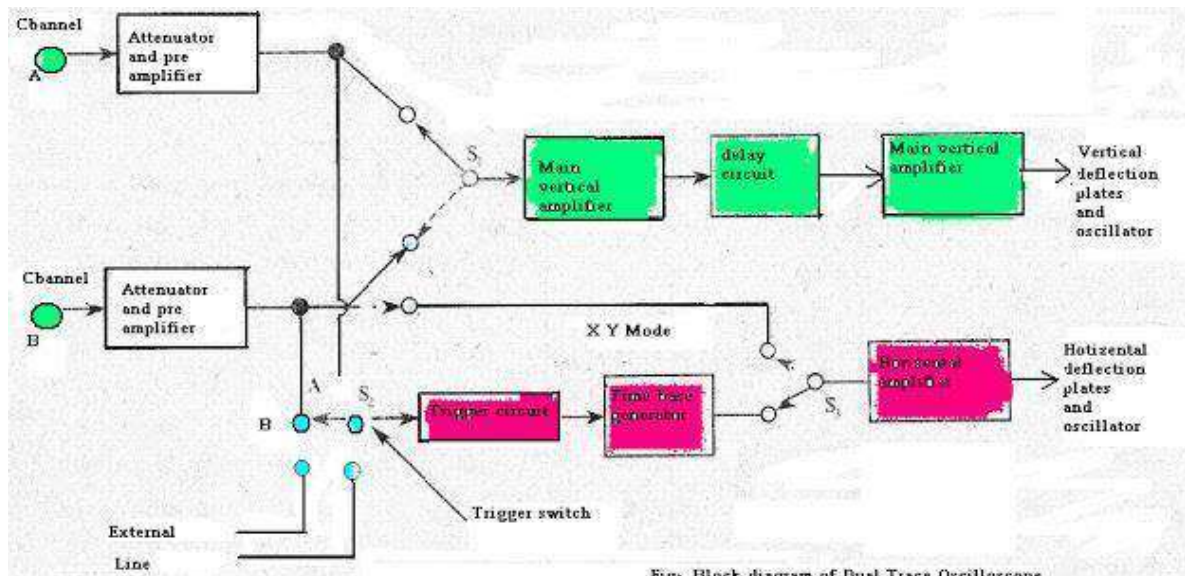 Cbannel
A
Attenuator
and pre
amplifier
S1
Main
vertical
amplifier
delay
circuit
Main vertical
amplifier
Vertical
deflection
plates
and
oscillator
Cbannel
B
Attenuator
and pre
amplifier
X Y Mode
A
B
S2
Trigger circuit
Time base
generator
S3
Horizontal
amplifier
Hotizental
deflection
plates
and
oscillator
Trigger switch
External
Line
Fig: Block diagram of Dual Trace Oscilloscope